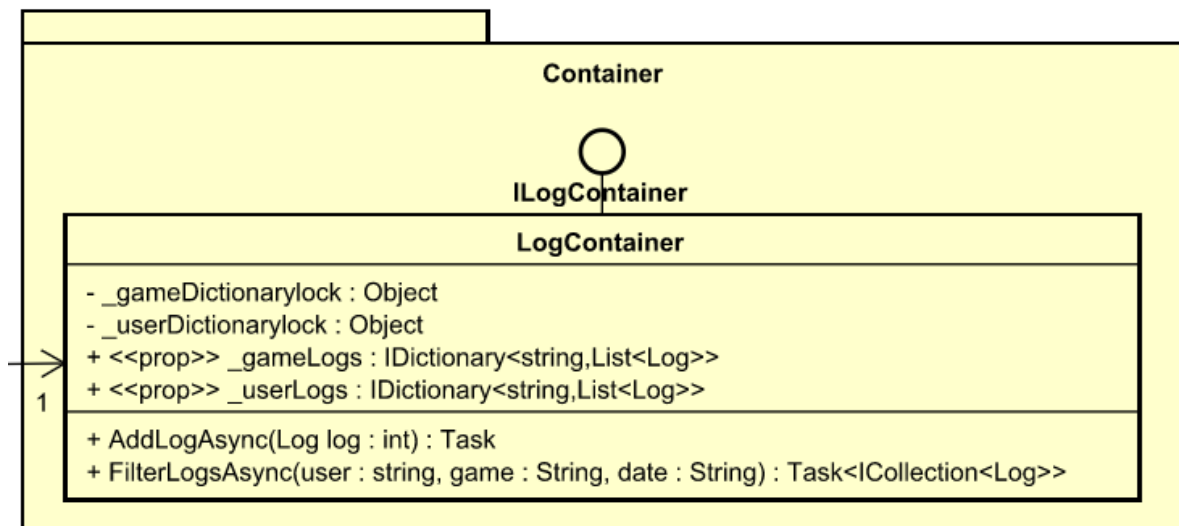 Container
ILogContainer
LogContainer
- _gameDictionarylock : Object
- _userDictionarylock : Object
+ <<prop>> _gameLogs : IDictionary<string,List<Log>>
+ <<prop>> _userLogs : IDictionary<string,List<Log>>
1
+ AddLogAsync(Log log : int) : Task
+ FilterLogsAsync(user : string, game : String, date : String) : Task<ICollection<Log>>